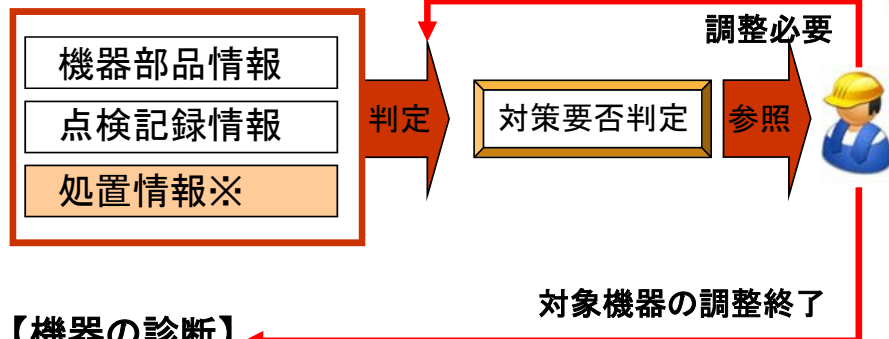 調整必要
機器部品情報
点検記録情報
処置情報※
判定
対策要否判定
参照
対象機器の調整終了
【機器の診断】